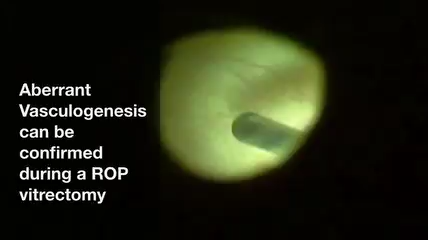 Aberrant
Vasculogenesis
can be
confirmed
during a ROP
vitrectomy